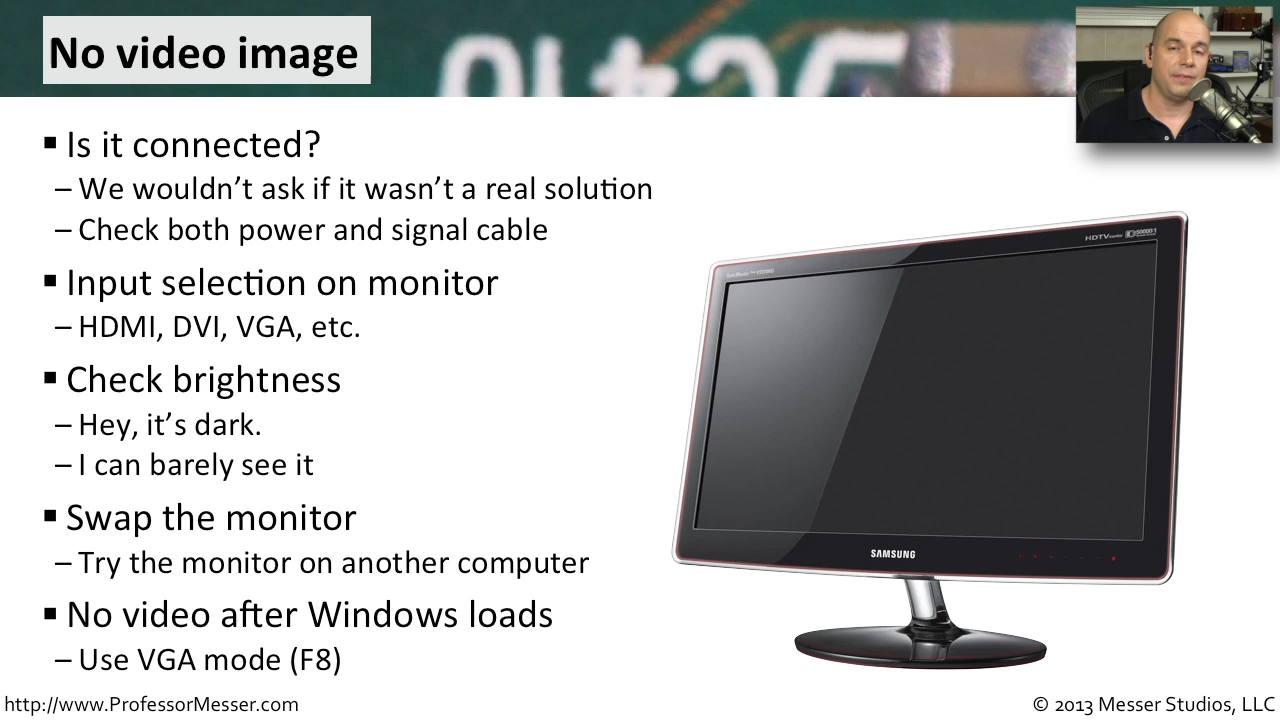 No video image
▪ Is it connected?
– We wouldn’t ask if it wasn’t a real solution
– Check both power and signal cable
▪ Input selection on monitor
– HDMI, DVI, VGA, etc.
▪ Check brightness
– Hey, it’s dark.
– I can barely see it
▪ Swap the monitor
– Try the monitor on another computer
▪ No video after Windows loads
– Use VGA mode (F8)
HDTV
SAMSUNG
http://www.ProfessorMesser.com
© 2013 Messer Studios, LLC